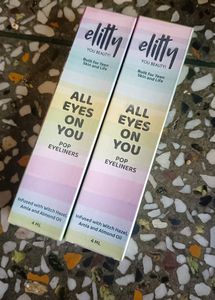 elitty
YOU BEAUTY!
Built for Teen
Skin and Life
ALL
EYES
ON
YOU
POP
EYELINERS
Infused with Witch Hazel,
Amla and Almond Oil
4 ML
elitty
YOU BEAUTY!
Built for Teen
Skin and Life
ALL
EYES
ON
YOU
POP
EYELINERS
Infused with Witch Hazel,
Amla and Almond Oil
4 ML